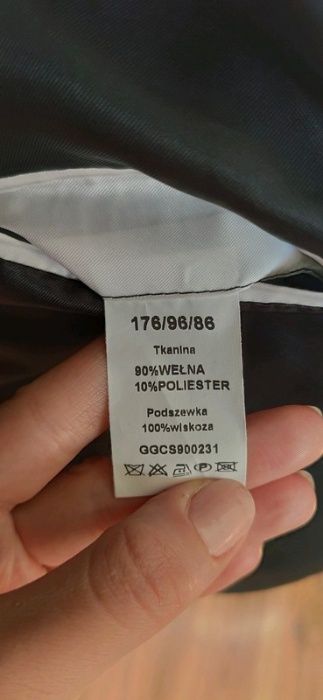 176/96/86
Tkanina
90%WEŁNA
10%POLIESTER
Podszewka
100%wiskoza
GGCS900231
P